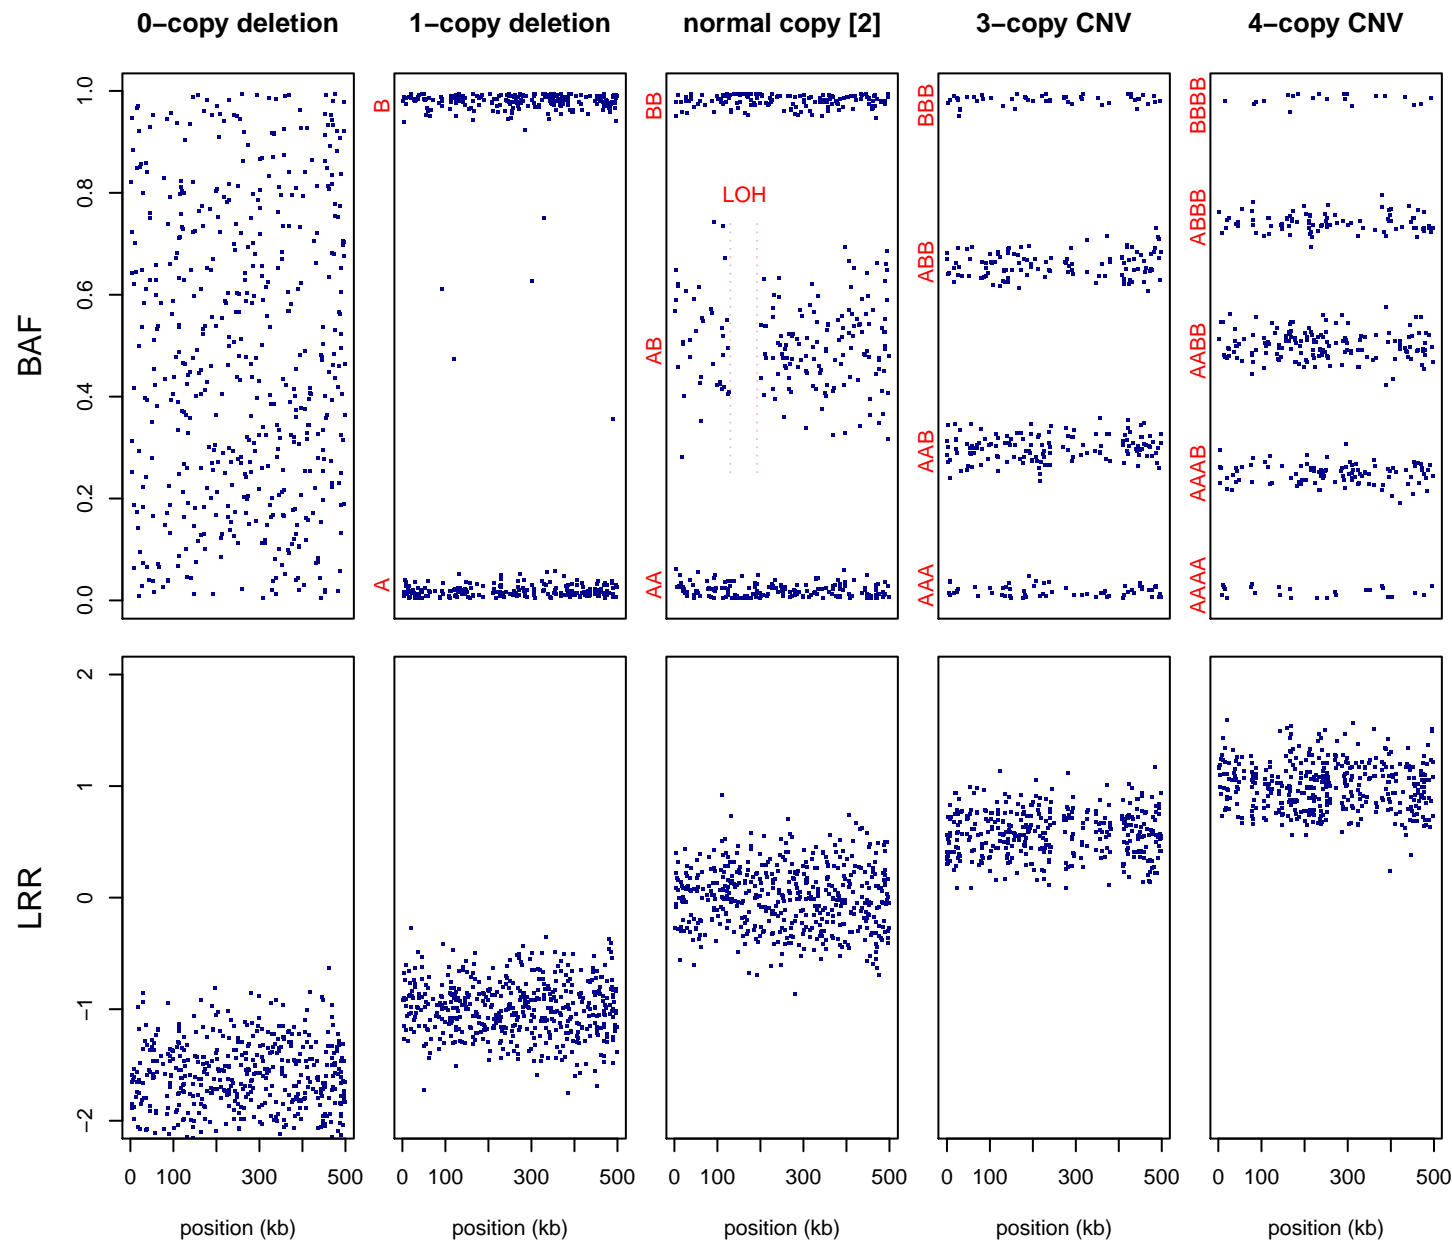 0−copy deletion
1−copy deletion
normal copy [2]
3−copy CNV
4−copy CNV
BAF
0.0
0.2
0.4
0.6
0.8
1.0
A
B
AA
AB
BB
LOH
AAA
AAB
ABB
BBB
AAAA
AAAB
AABB
ABBB
BBBB
LRR
−2
−1
0
1
2
0 100 300 500
0 100 300 500
0 100 300 500
0 100 300 500
0 100 300 500
position (kb)
position (kb)
position (kb)
position (kb)
position (kb)